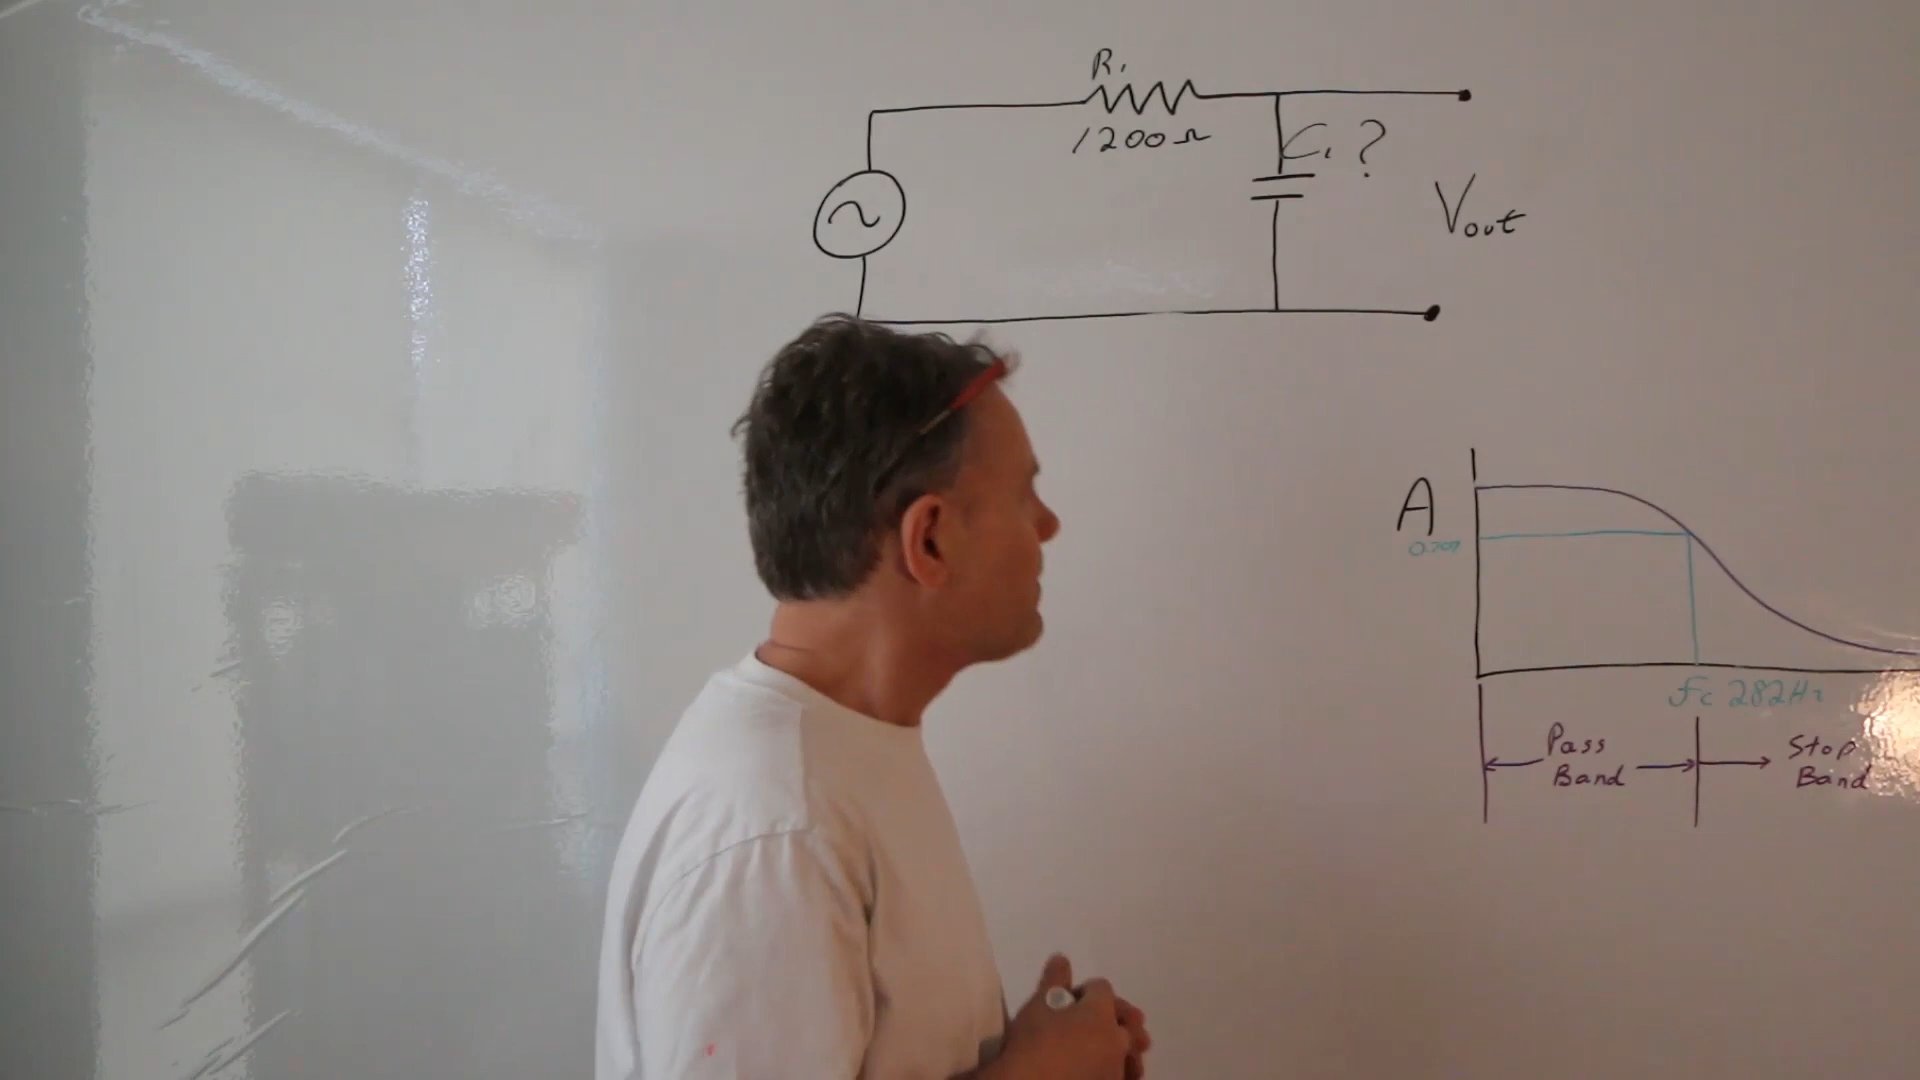 R1
1200Ω
C1 ?
Vout
A
0.707
fc 282Hz
Pass
Band
Stop
Band